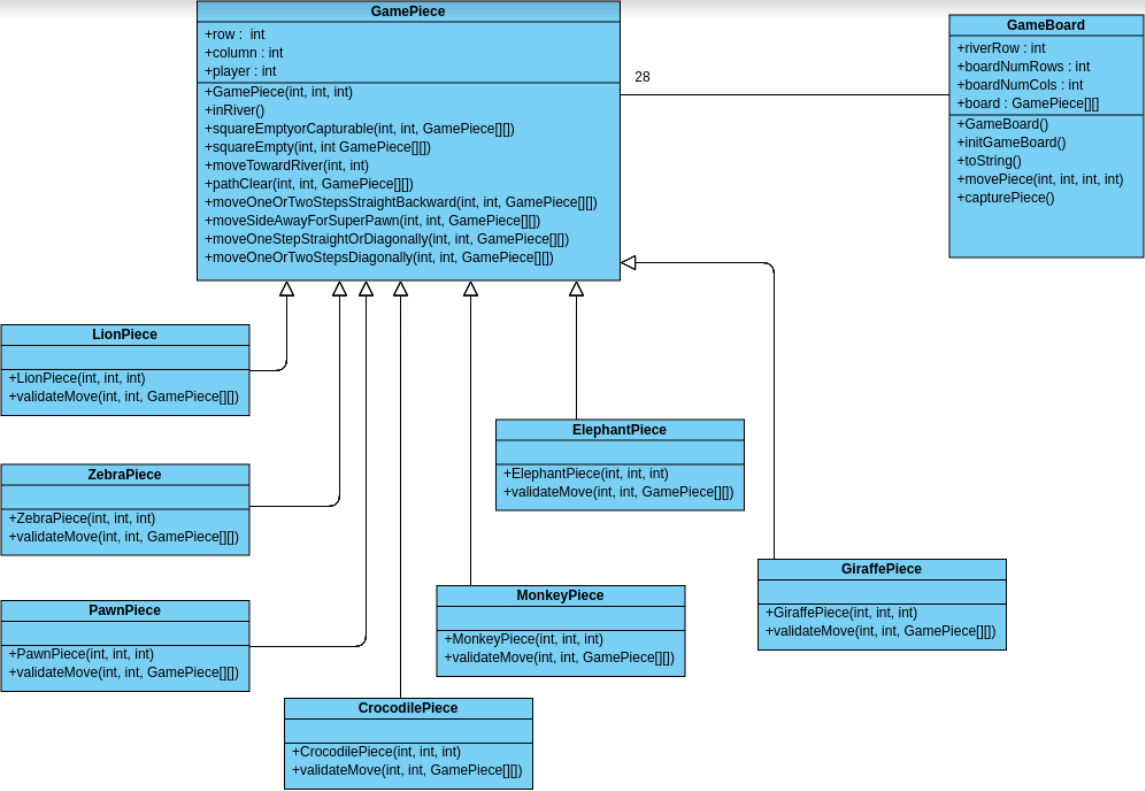 GamePiece
+row : int
+column : int
+player : int
+GamePiece(int, int, int)
+inRiver()
+squareEmptyorCapturable(int, int, GamePiece[][])
+squareEmpty(int, int GamePiece[][])
+moveTowardRiver(int, int)
+pathClear(int, int, GamePiece[][])
+moveOneOrTwoStepsStraightBackward(int, int, GamePiece[][])
+moveSideAwayForSuperPawn(int, int, GamePiece[][])
+moveOneStepStraightOrDiagonally(int, int, GamePiece[][])
+moveOneOrTwoStepsDiagonally(int, int, GamePiece[][])
28
GameBoard
+riverRow : int
+boardNumRows : int
+boardNumCols : int
+board : GamePiece[][]
+GameBoard()
+initGameBoard()
+toString()
+movePiece(int, int, int, int)
+capturePiece()
LionPiece
+LionPiece(int, int, int)
+validateMove(int, int, GamePiece[][])
ZebraPiece
+ZebraPiece(int, int, int)
+validateMove(int, int, GamePiece[][])
PawnPiece
+PawnPiece(int, int, int)
+validateMove(int, int, GamePiece[][])
CrocodilePiece
+CrocodilePiece(int, int, int)
+validateMove(int, int, GamePiece[][])
MonkeyPiece
+MonkeyPiece(int, int, int)
+validateMove(int, int, GamePiece[][])
ElephantPiece
+ElephantPiece(int, int, int)
+validateMove(int, int, GamePiece[][])
GiraffePiece
+GiraffePiece(int, int, int)
+validateMove(int, int, GamePiece[][])